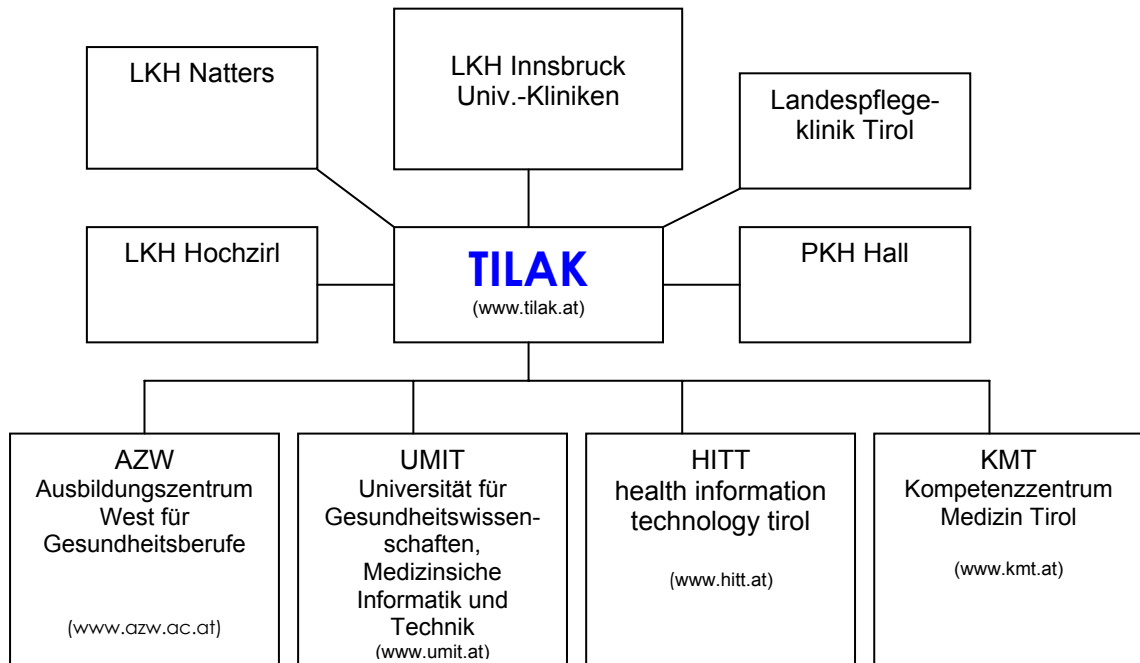 LKH Natters
LKH Innsbruck
Univ.-Kliniken
Landespflege-
klinik Tirol
LKH Hochzirl
TILAK
(www.tilak.at)
PKH Hall
AZW
Ausbildungszentrum
West für
Gesundheitsberufe
(www.azw.ac.at)
UMIT
Universität für
Gesundheitswissen-
schaften,
Medizinsiche
Informatik und
Technik
(www.umit.at)
HITT
health information
technology tirol
(www.hitt.at)
KMT
Kompetenzzentrum
Medizin Tirol
(www.kmt.at)